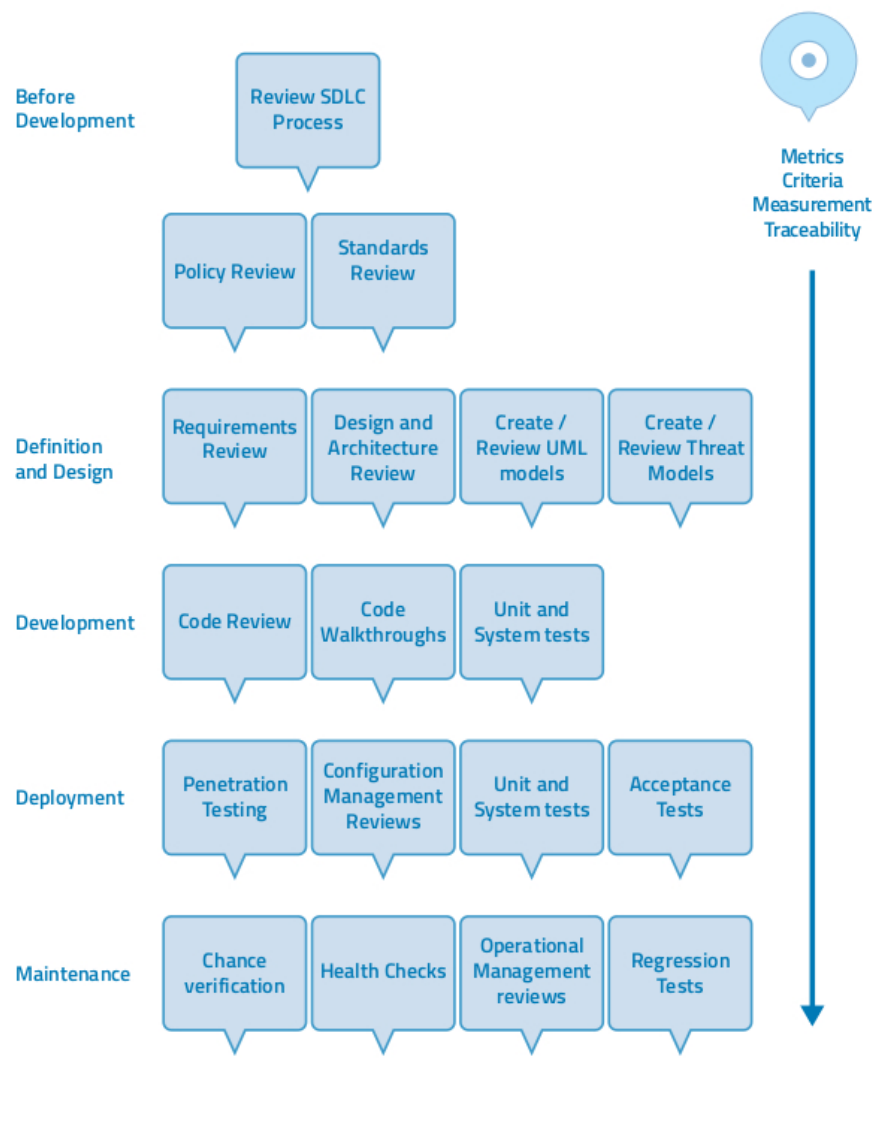 Before
Development
Review SDLC
Process
Metrics
Criteria
Measurement
Traceability
Policy Review
Standards
Review
Definition
and Design
Requirements
Review
Design and
Architecture
Review
Create /
Review UML
models
Create /
Review Threat
Models
Development
Code Review
Code
Walkthroughs
Unit and
System tests
Deployment
Penetration
Testing
Configuration
Management
Reviews
Unit and
System tests
Acceptance
Tests
Maintenance
Chance
verification
Health Checks
Operational
Management
reviews
Regression
Tests